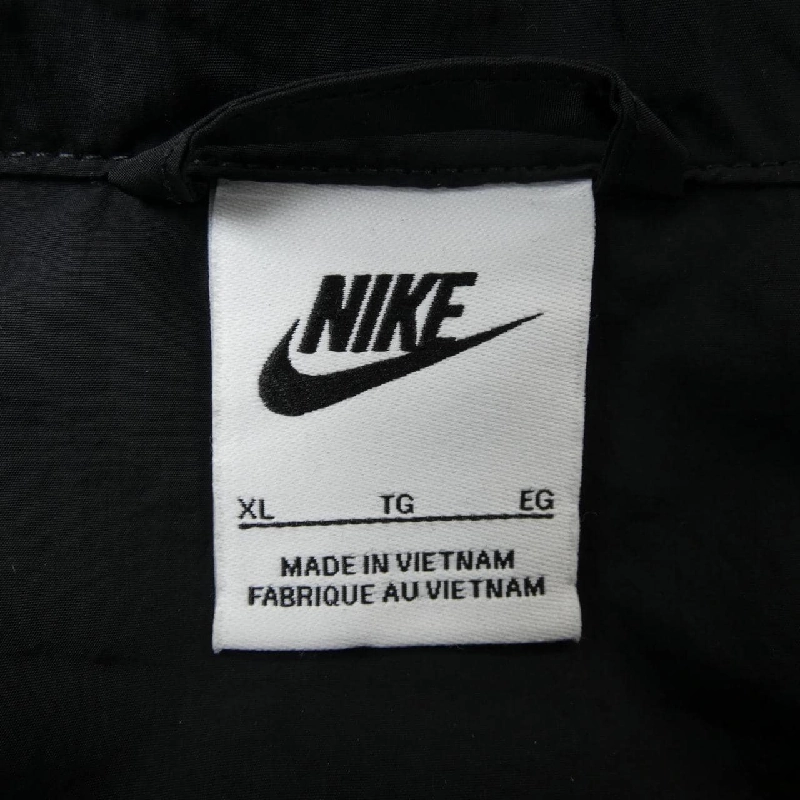 NIKE
XL TG EG
MADE IN VIETNAM
FABRIQUE AU VIETNAM